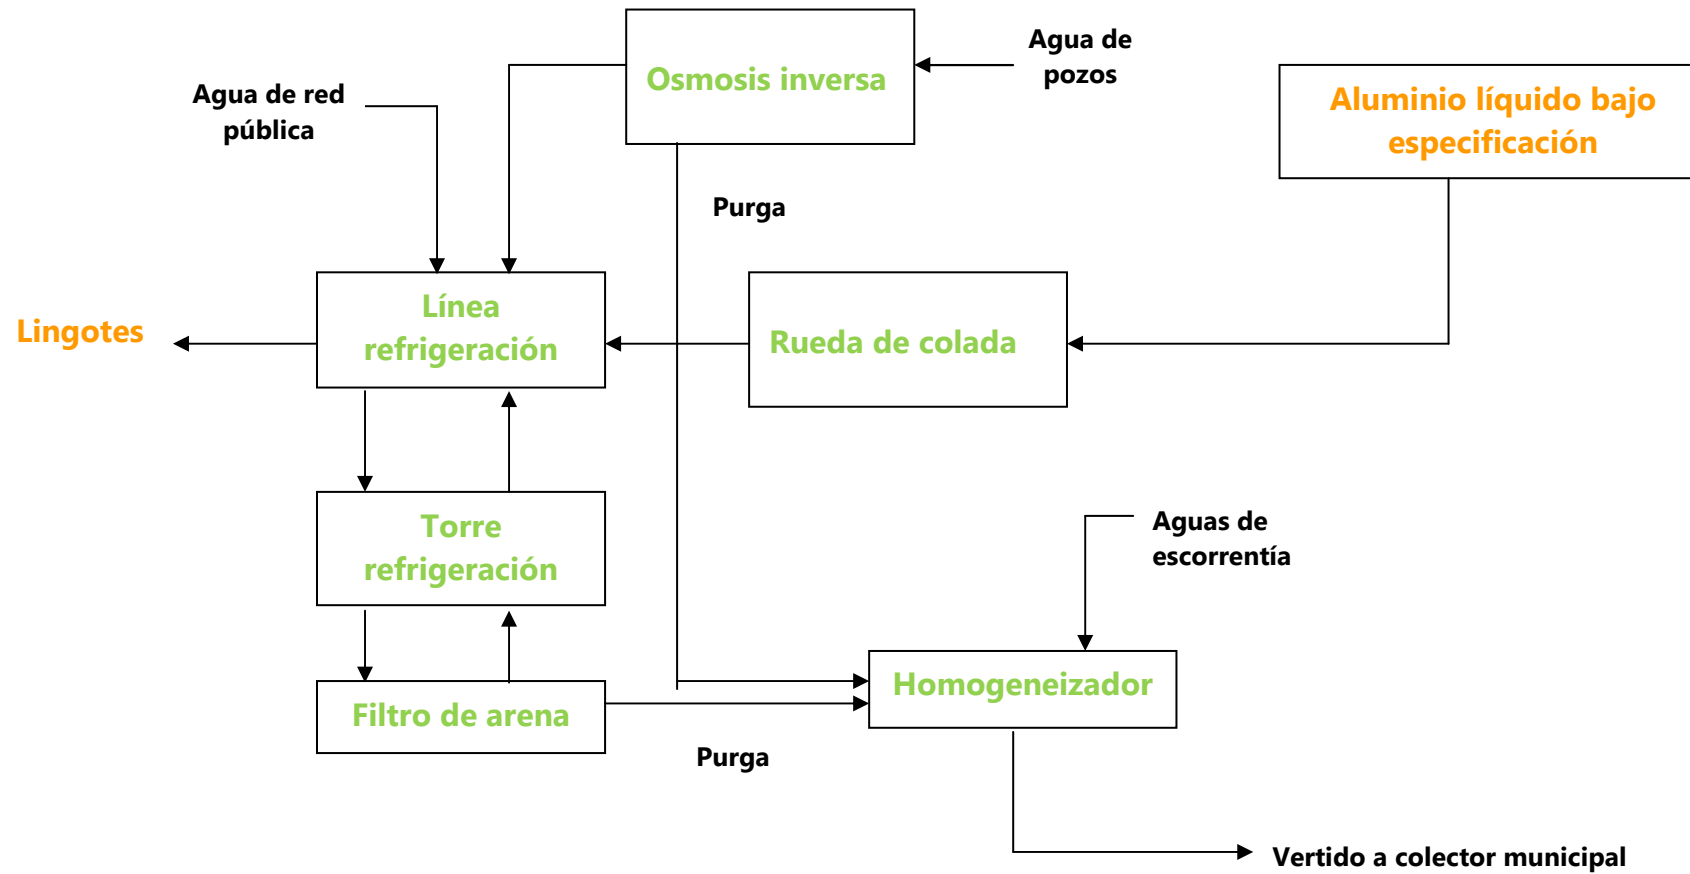 Agua de
pozos
Osmosis inversa
Agua de red
pública
Aluminio líquido bajo
especificación
Purga
Línea
refrigeración
Lingotes
Rueda de colada
Torre
refrigeración
Aguas de
escorrentía
Homogeneizador
Filtro de arena
Purga
Vertido a colector municipal